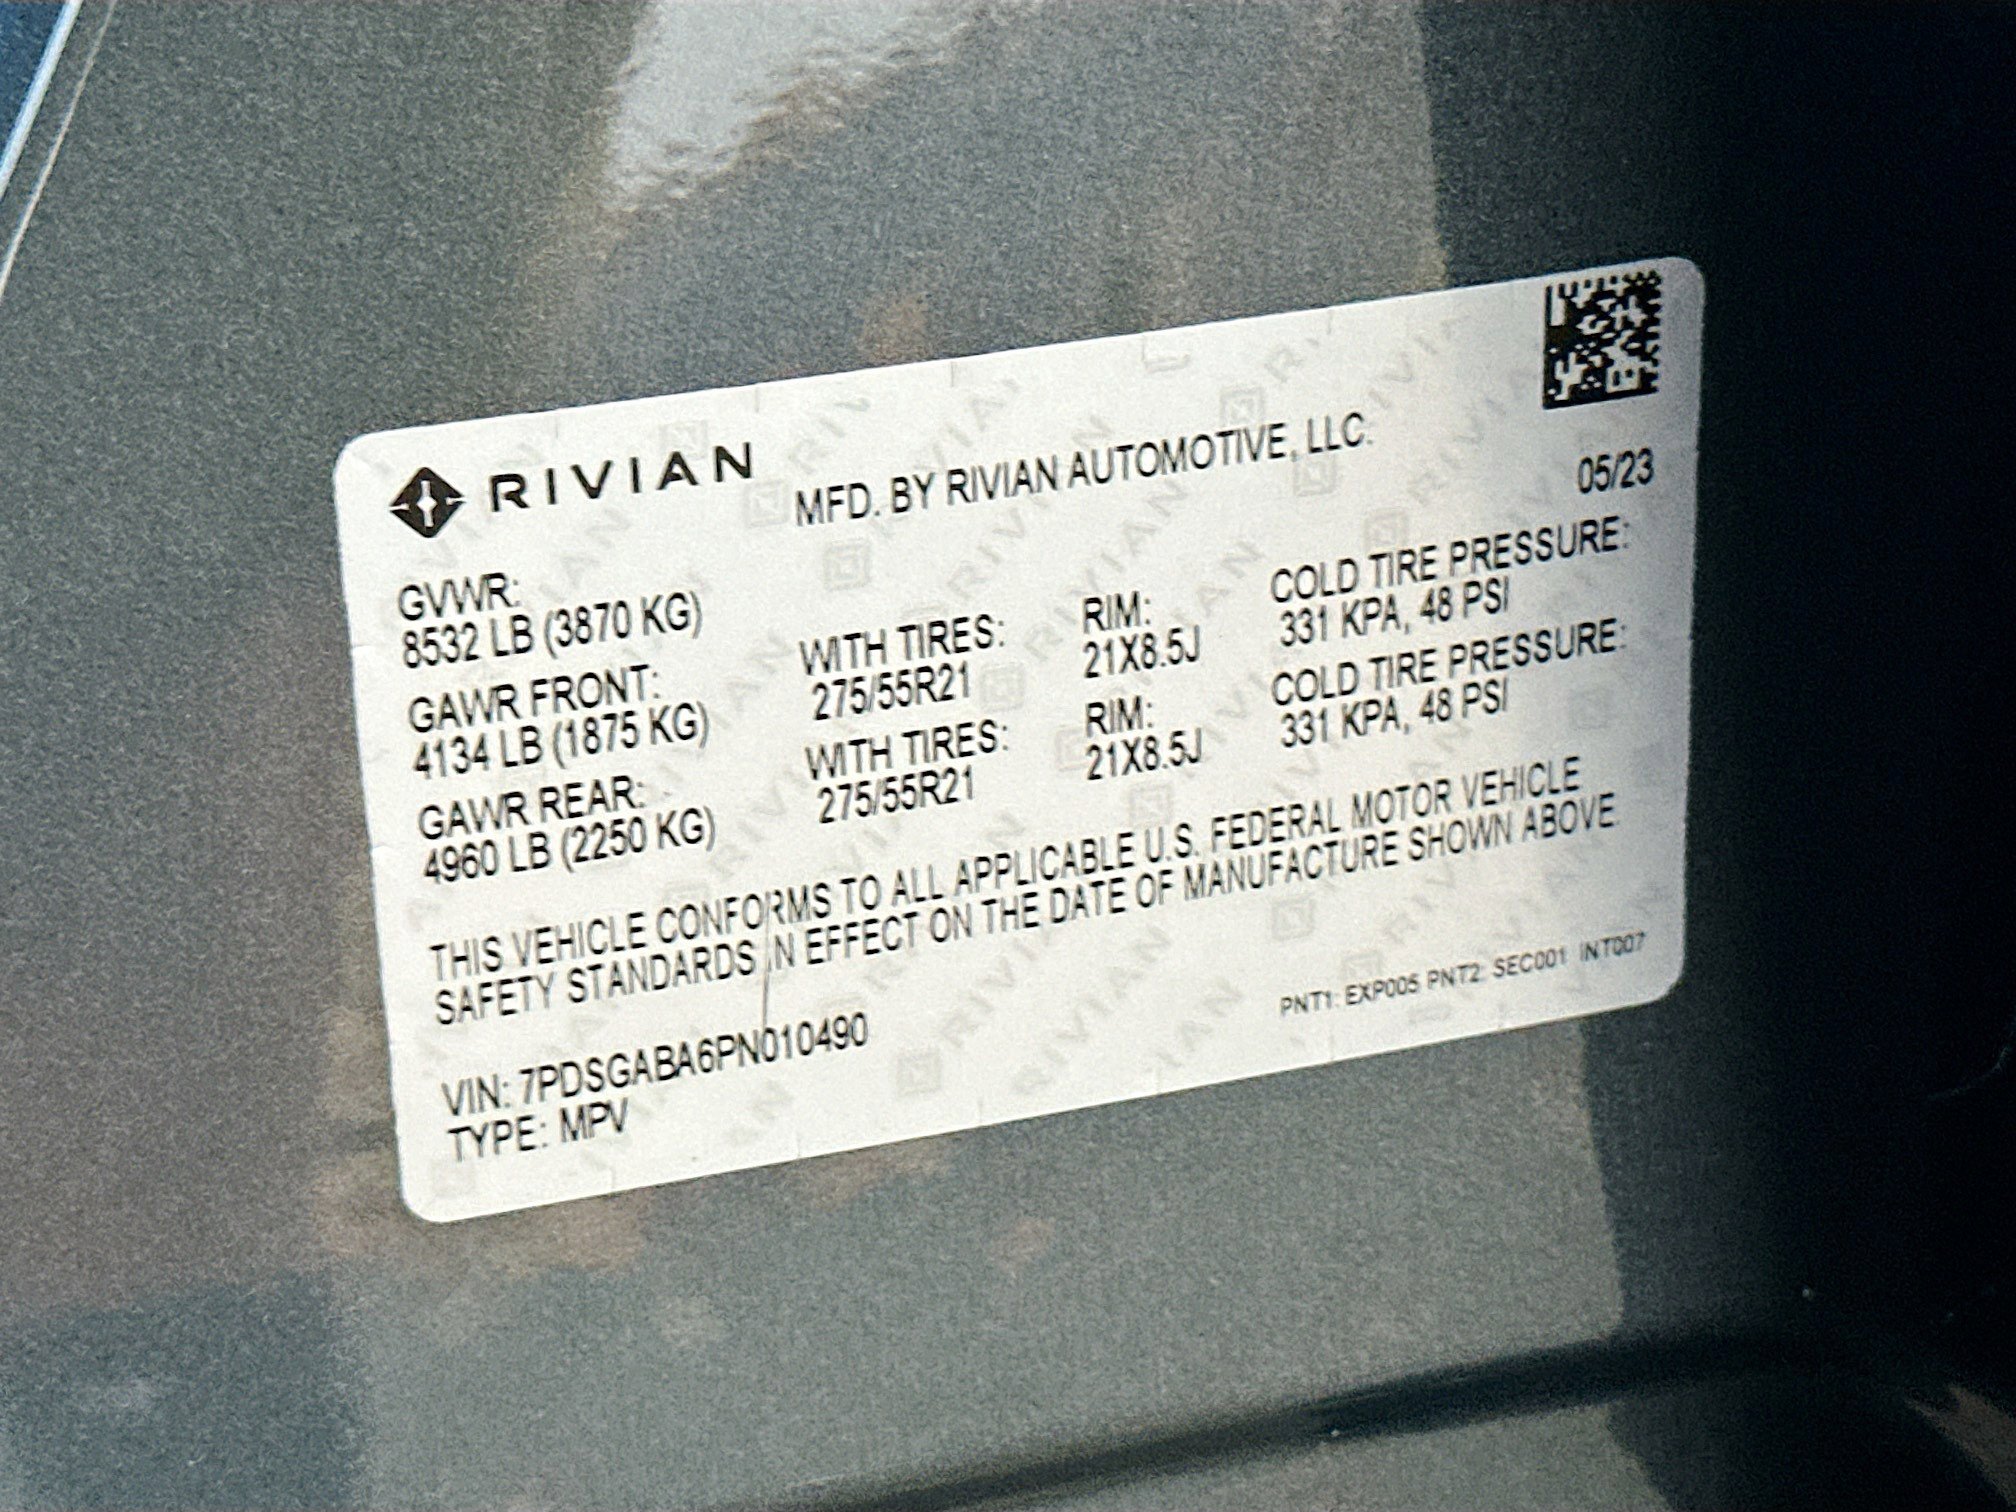 RIVIAN
MFD. BY RIVIAN AUTOMOTIVE, LLC.
05/23
GVWR:
8532 LB (3870 KG)
GAWR FRONT:
4134 LB (1875 KG)
WITH TIRES:
275/55R21
RIM:
21X8.5J
COLD TIRE PRESSURE:
331 KPA, 48 PSI
GAWR REAR:
4960 LB (2250 KG)
WITH TIRES:
275/55R21
RIM:
21X8.5J
COLD TIRE PRESSURE:
331 KPA, 48 PSI
THIS VEHICLE CONFORMS TO ALL APPLICABLE U.S. FEDERAL MOTOR VEHICLE
SAFETY STANDARDS IN EFFECT ON THE DATE OF MANUFACTURE SHOWN ABOVE.
PNT1: EXP005 PNT2: SEC001 INT007
VIN: 7PDSGABA6PN010490
TYPE: MPV